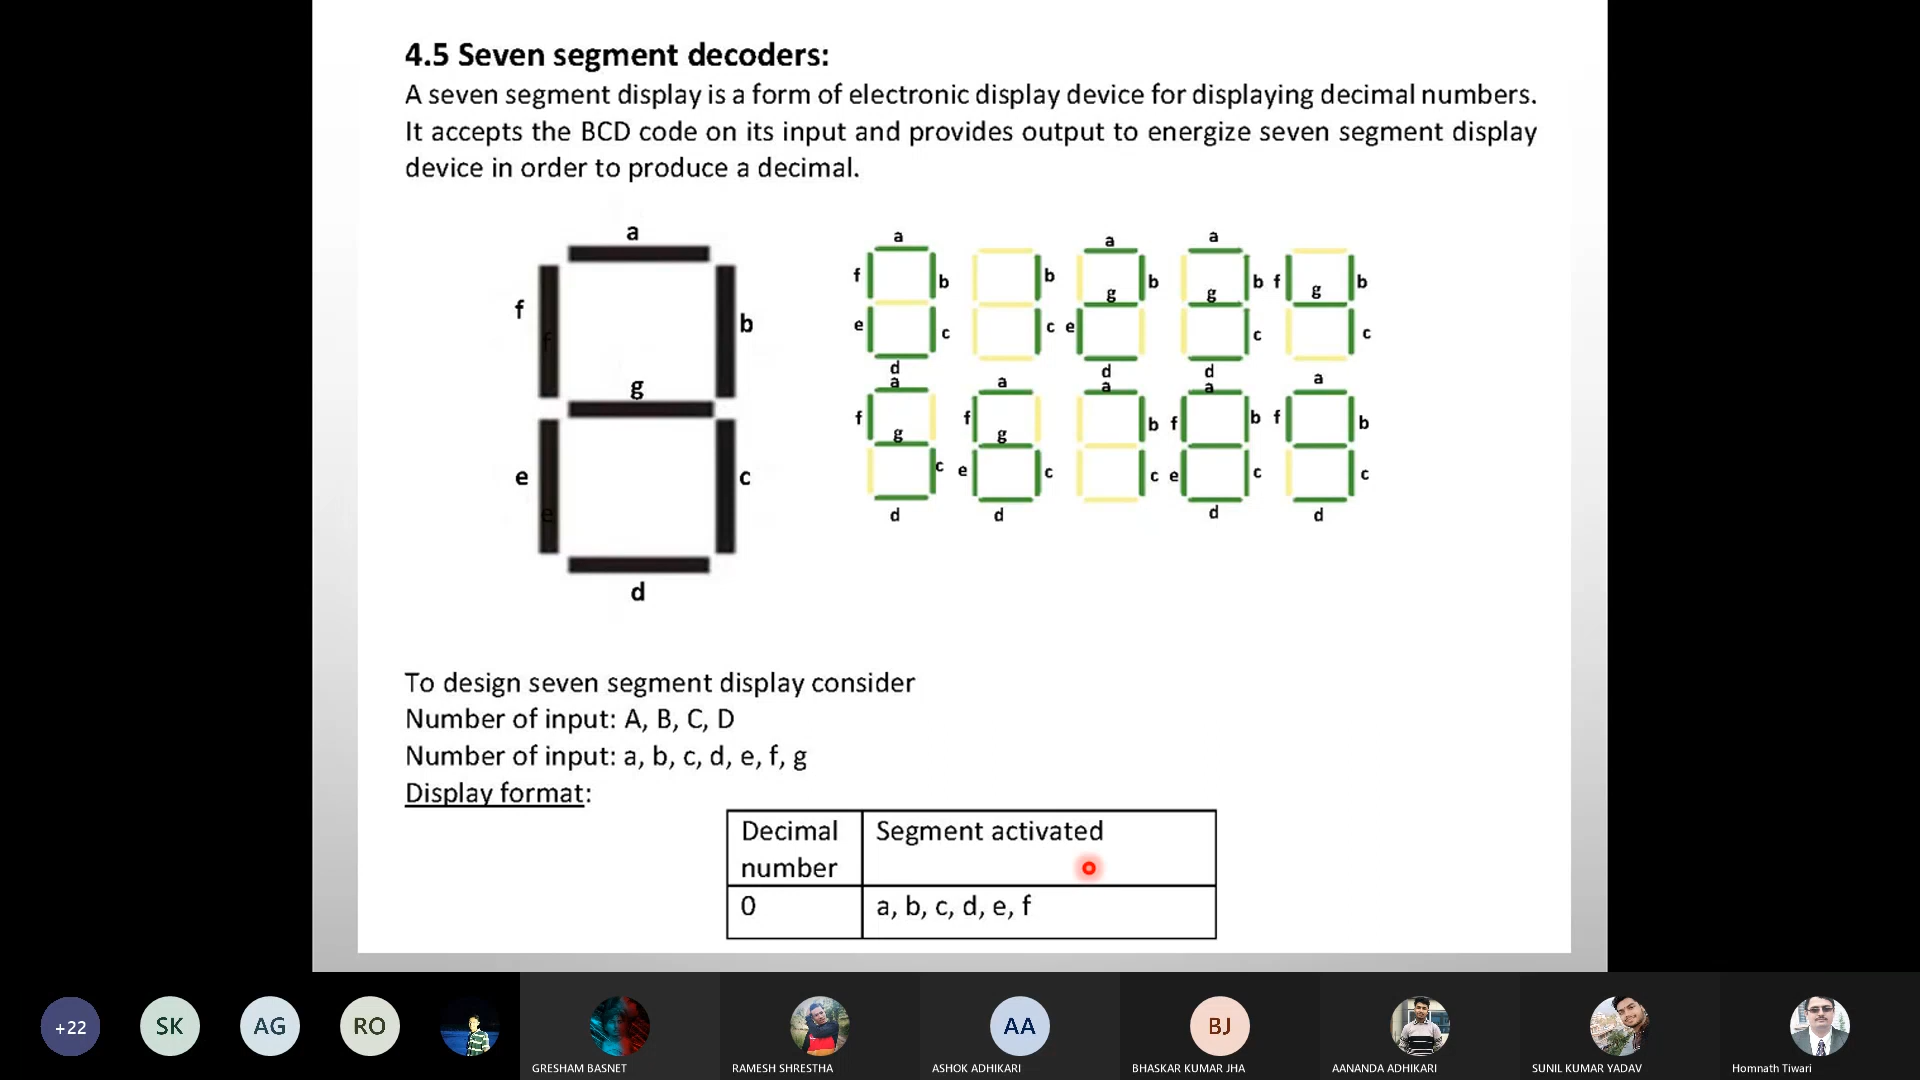 4.5 Seven segment decoders:
A seven segment display is a form of electronic display device for displaying decimal numbers.
It accepts the BCD code on its input and provides output to energize seven segment display
device in order to produce a decimal.
a
f
b
f
g
e
c
e
d
a
a
a
f
b
b
g
b
g
b
f
g
b
e
c
c
e
c
c
d
d
d
a
a
a
a
a
f
g
f
g
b
f
b
f
b
c
e
c
c
e
c
c
d
d
d
d
To design seven segment display consider
Number of input: A, B, C, D
Number of input: a, b, c, d, e, f, g
Display format:
Decimal number
Segment activated
0
a, b, c, d, e, f
+22
SK
AG
RO
AA
BJ
GRESHAM BASNET
RAMESH SHRESTHA
ASHOK ADHIKARI
BHASKAR KUMAR JHA
AANANDA ADHIKARI
SUNIL KUMAR YADAV
Homnath Tiwari